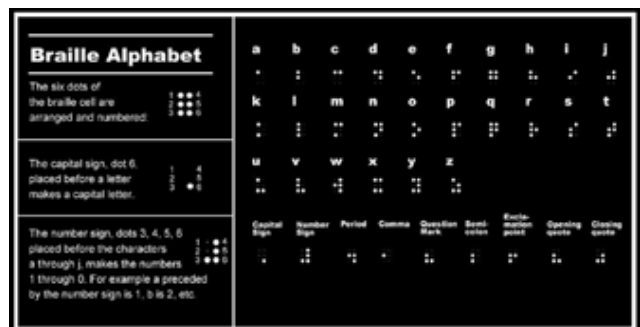 Braille Alphabet
The six dots of
the braille cell are
arranged and numbered:
1 4
2 5
3 6
The capital sign, dot 6,
placed before a letter
makes a capital letter.
1 4
2 5
3 6
The number sign, dots 3, 4, 5, 6
placed before the characters
a through j, makes the numbers
1 through 0. For example a preceded
by the number sign is 1, b is 2, etc.
1 4
2 5
3 6
a b c d e f g h i j
k l m n o p q r s t
u v w x y z
Capital Sign
Number Sign
Period
Comma
Question Mark
Semi-colon
Excla-mation point
Opening quote
Closing quote